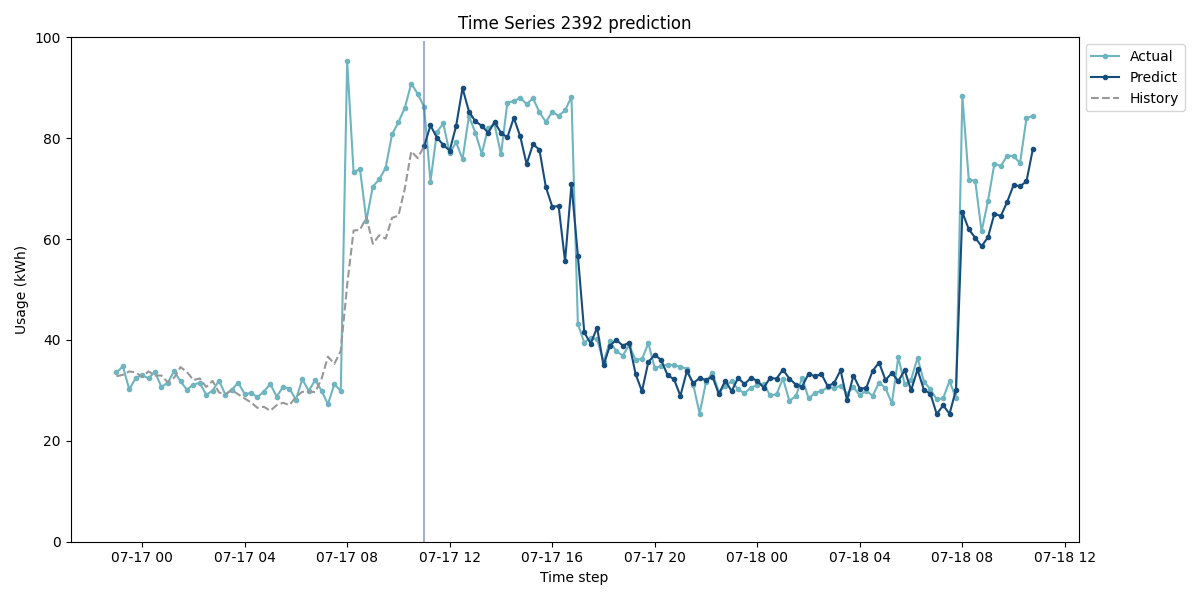 Time Series 2392 prediction
100
80
60
40
20
0
Usage (kWh)
07-17 00
07-17 04
07-17 08
07-17 12
07-17 16
07-17 20
07-18 00
07-18 04
07-18 08
07-18 12
Time step
Actual
Predict
History